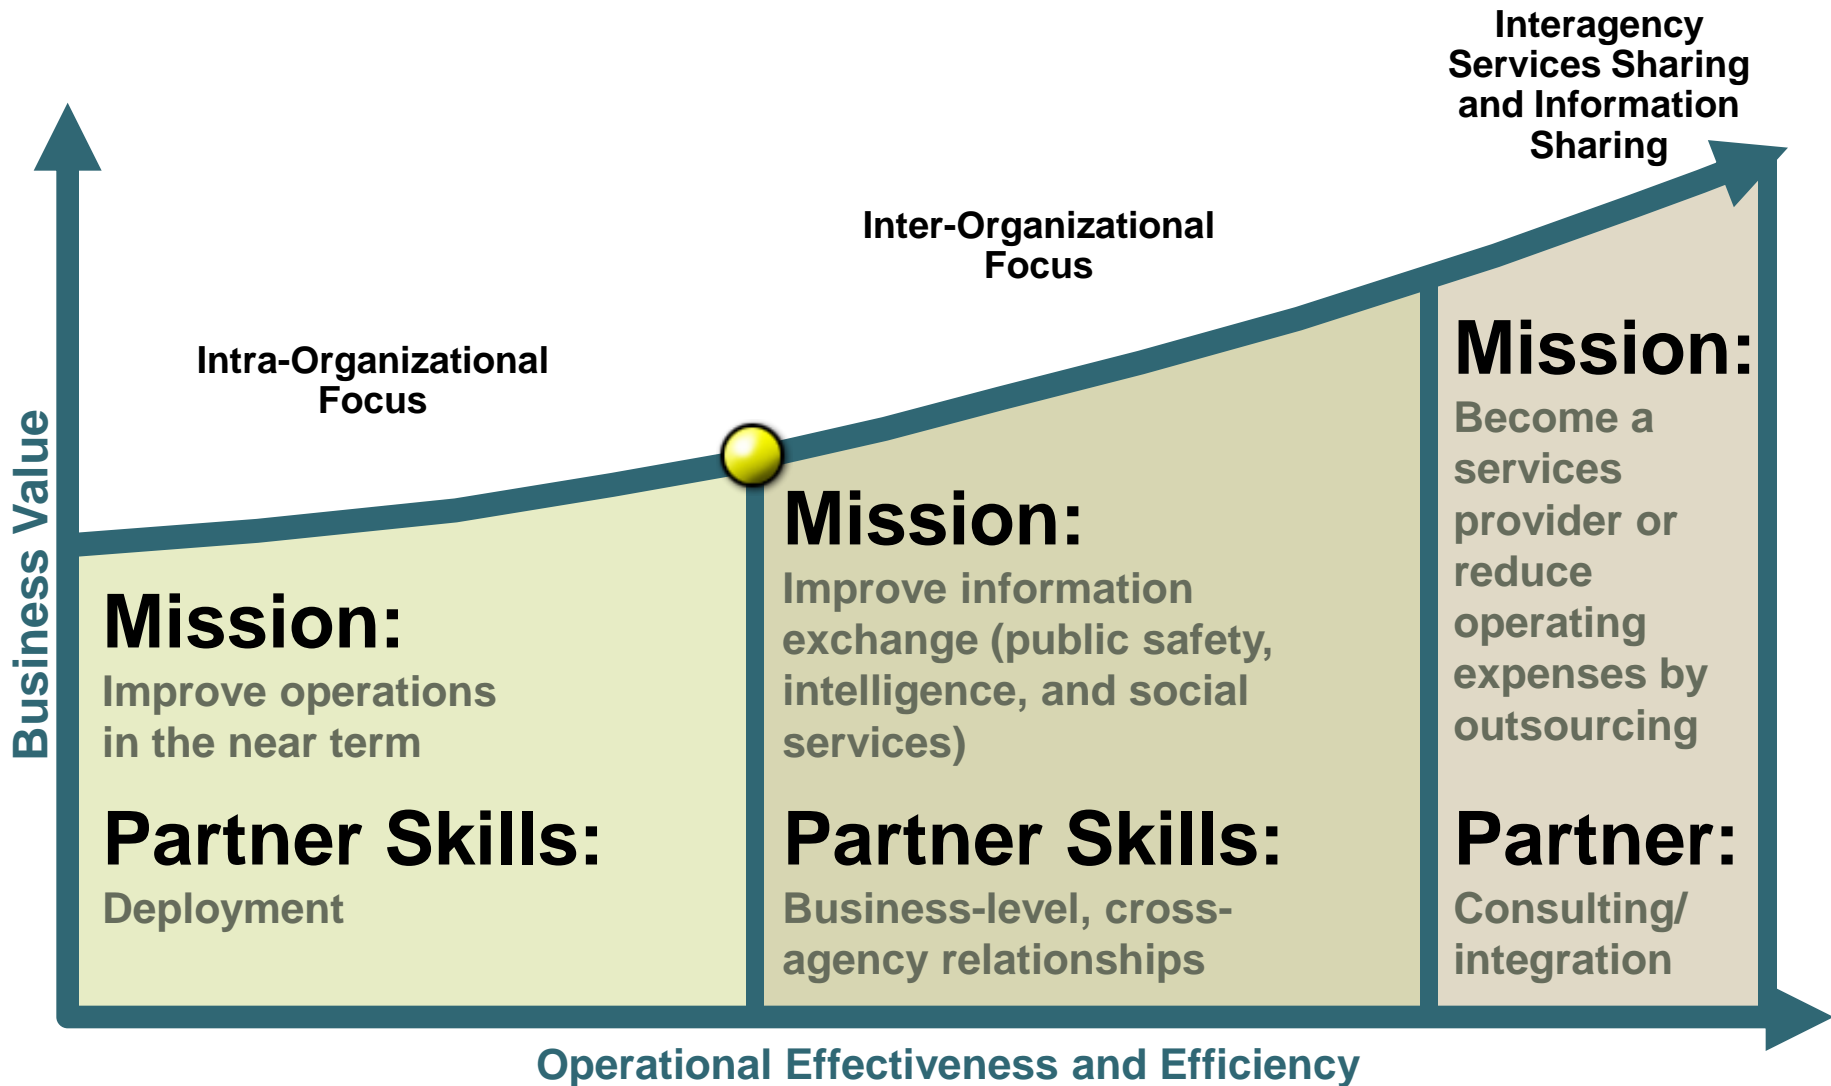 Interagency
Services Sharing
and Information
Sharing
Inter-Organizational
Focus
Intra-Organizational
Focus
Business Value
Mission:
Improve operations
in the near term
Partner Skills:
Deployment
Mission:
Improve information
exchange (public safety,
intelligence, and social
services)
Partner Skills:
Business-level, cross-
agency relationships
Mission:
Become a
services
provider or
reduce
operating
expenses by
outsourcing
Partner:
Consulting/
integration
Operational Effectiveness and Efficiency